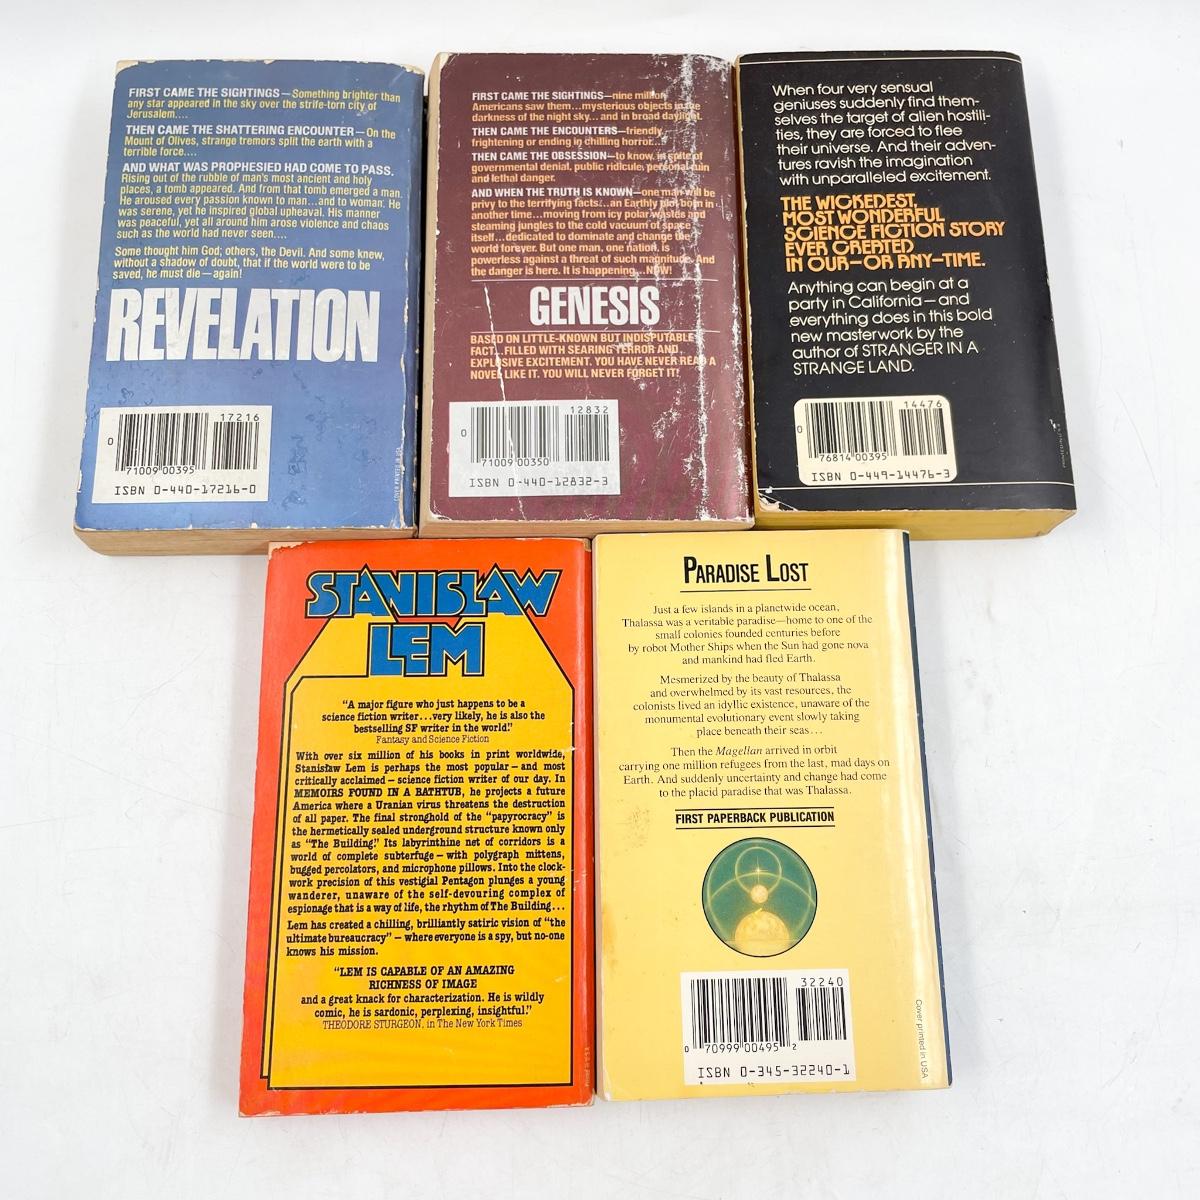 FIRST CAME THE SIGHTINGS—Something brighter than
any star appeared in the sky over the strife-torn city of
Jerusalem....
THEN CAME THE SHATTERING ENCOUNTER—On the
Mount of Olives, strange tremors split the earth with a
terrible force....
AND WHAT WAS PROPHESIED HAD COME TO PASS.
Rising out of the rubble of man's most ancient and holy
places, a tomb appeared. And from that tomb emerged a man.
He aroused every passion known to man...and to woman. He
was serene, yet he inspired global upheaval. His manner
was peaceful, yet all around him arose violence and chaos
such as the world had never seen....
Some thought him God; others, the Devil. And some knew,
without a shadow of doubt, that if the world were to be
saved, he must die—again!
REVELATION
17216
0
71009 00395
ISBN 0-440-17216-0
COVER PRINTED IN USA
FIRST CAME THE SIGHTINGS—nine million
Americans saw them...mysterious objects in the
darkness of the night sky... and in broad daylight.
THEN CAME THE ENCOUNTERS—friendly,
frightening or ending in chilling horror...
THEN CAME THE OBSESSION—to know, in spite of
governmental denial, public ridicule, personal ruin
and lethal danger.
AND WHEN THE TRUTH IS KNOWN—one man will be
privy to the terrifying facts...an Earthly plot born in
another time...moving from icy polar wastes and
steaming jungles to the cold vacuum of space
itself...dedicated to dominate and change the
world forever. But one man, one nation, is
powerless against a threat of such magnitude. And
the danger is here. It is happening...NOW!
GENESIS
BASED ON LITTLE-KNOWN BUT INDISPUTABLE
FACT...FILLED WITH SEARING TERROR AND
EXPLOSIVE EXCITEMENT. YOU HAVE NEVER READ A
NOVEL LIKE IT. YOU WILL NEVER FORGET IT!
12832
0
71009 00350
ISBN 0-440-12832-3
When four very sensual
geniuses suddenly find them-
selves the target of alien hostili-
ties, they are forced to flee
their universe. And their adven-
tures ravish the imagination
with unparalleled excitement.
THE WICKEDEST,
MOST WONDERFUL
SCIENCE FICTION STORY
EVER CREATED
IN OUR—OR ANY—TIME.
Anything can begin at a
party in California—and
everything does in this bold
new masterwork by the
author of STRANGER IN A
STRANGE LAND.
14476
0
76814 00395
ISBN 0-449-14476-3
STANISŁAW
LEM
"A major figure who just happens to be a
science fiction writer...very likely, he is also the
bestselling SF writer in the world."
Fantasy and Science Fiction
With over six million of his books in print worldwide,
Stanisław Lem is perhaps the most popular – and most
critically acclaimed – science fiction writer of our day. In
MEMOIRS FOUND IN A BATHTUB, he projects a future
America where a Uranian virus threatens the destruction
of all paper. The final stronghold of the "papyrocracy" is
the hermetically sealed underground structure known only
as "The Building." Its labyrinthine net of corridors is a
world of complete subterfuge – with polygraph mittens,
bugged percolators, and microphone pillows. Into the clock-
work precision of this vestigial Pentagon plunges a young
wanderer, unaware of the self-devouring complex of
espionage that is a way of life, the rhythm of The Building...
Lem has created a chilling, brilliantly satiric vision of "the
ultimate bureaucracy" – where everyone is a spy, but no-one
knows his mission.
"LEM IS CAPABLE OF AN AMAZING
RICHNESS OF IMAGE
and a great knack for characterization. He is wildly
comic, he is sardonic, perplexing, insightful."
THEODORE STURGEON, in The New York Times
Printed in U.S.A.
PARADISE LOST
Just a few islands in a planetwide ocean,
Thalassa was a veritable paradise—home to one of the
small colonies founded centuries before
by robot Mother Ships when the Sun had gone nova
and mankind had fled Earth.
Mesmerized by the beauty of Thalassa
and overwhelmed by its vast resources, the
colonists lived an idyllic existence, unaware of the
monumental evolutionary event slowly taking
place beneath their seas...
Then the Magellan arrived in orbit
carrying one million refugees from the last, mad days on
Earth. And suddenly uncertainty and change had come
to the placid paradise that was Thalassa.
FIRST PAPERBACK PUBLICATION
32240
0
70999 00495
2
ISBN 0-345-32240-1
Cover printed in USA